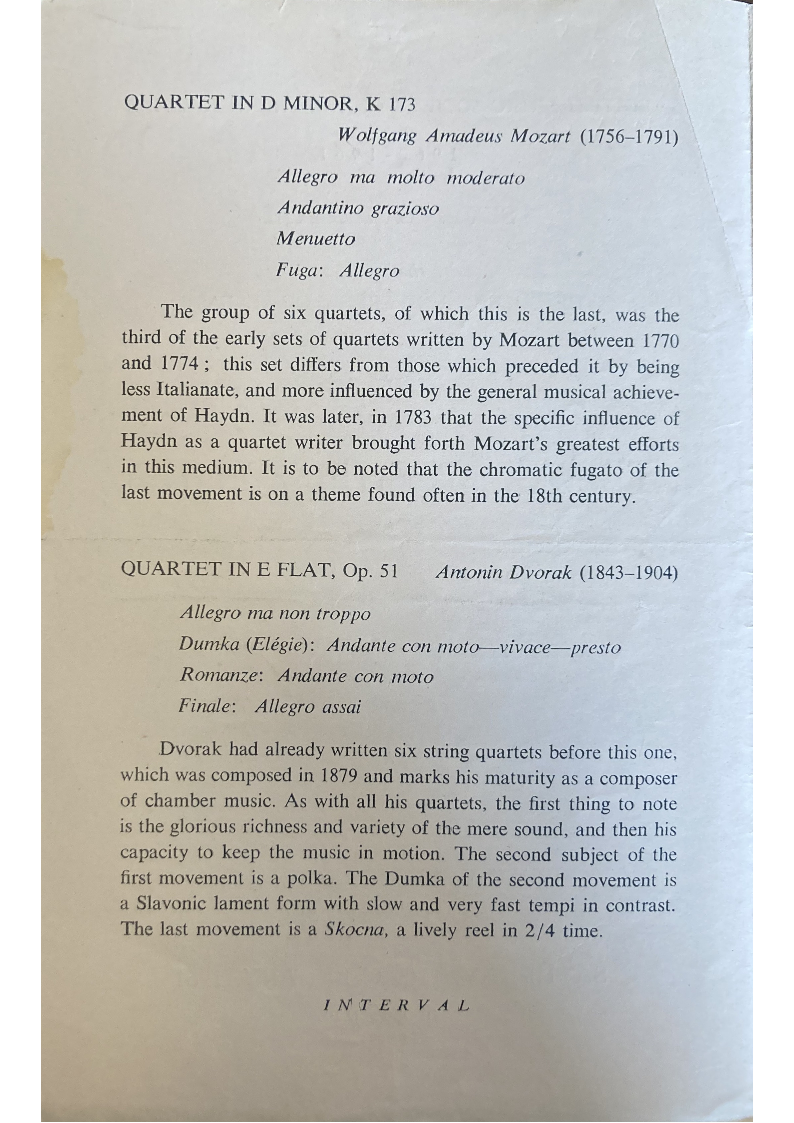 QUARTET IN D MINOR, K 173
Wolfgang Amadeus Mozart (1756–1791)
Allegro ma molto moderato
Andantino grazioso
Menuetto
Fuga: Allegro
The group of six quartets, of which this is the last, was the
third of the early sets of quartets written by Mozart between 1770
and 1774 ; this set differs from those which preceded it by being
less Italianate, and more influenced by the general musical achieve-
ment of Haydn. It was later, in 1783 that the specific influence of
Haydn as a quartet writer brought forth Mozart's greatest efforts
in this medium. It is to be noted that the chromatic fugato of the
last movement is on a theme found often in the 18th century.
QUARTET IN E FLAT, Op. 51 Antonin Dvorak (1843–1904)
Allegro ma non troppo
Dumka (Elégie): Andante con moto—vivace—presto
Romanze: Andante con moto
Finale: Allegro assai
Dvorak had already written six string quartets before this one,
which was composed in 1879 and marks his maturity as a composer
of chamber music. As with all his quartets, the first thing to note
is the glorious richness and variety of the mere sound, and then his
capacity to keep the music in motion. The second subject of the
first movement is a polka. The Dumka of the second movement is
a Slavonic lament form with slow and very fast tempi in contrast.
The last movement is a Skocna, a lively reel in 2/4 time.
INTERVAL